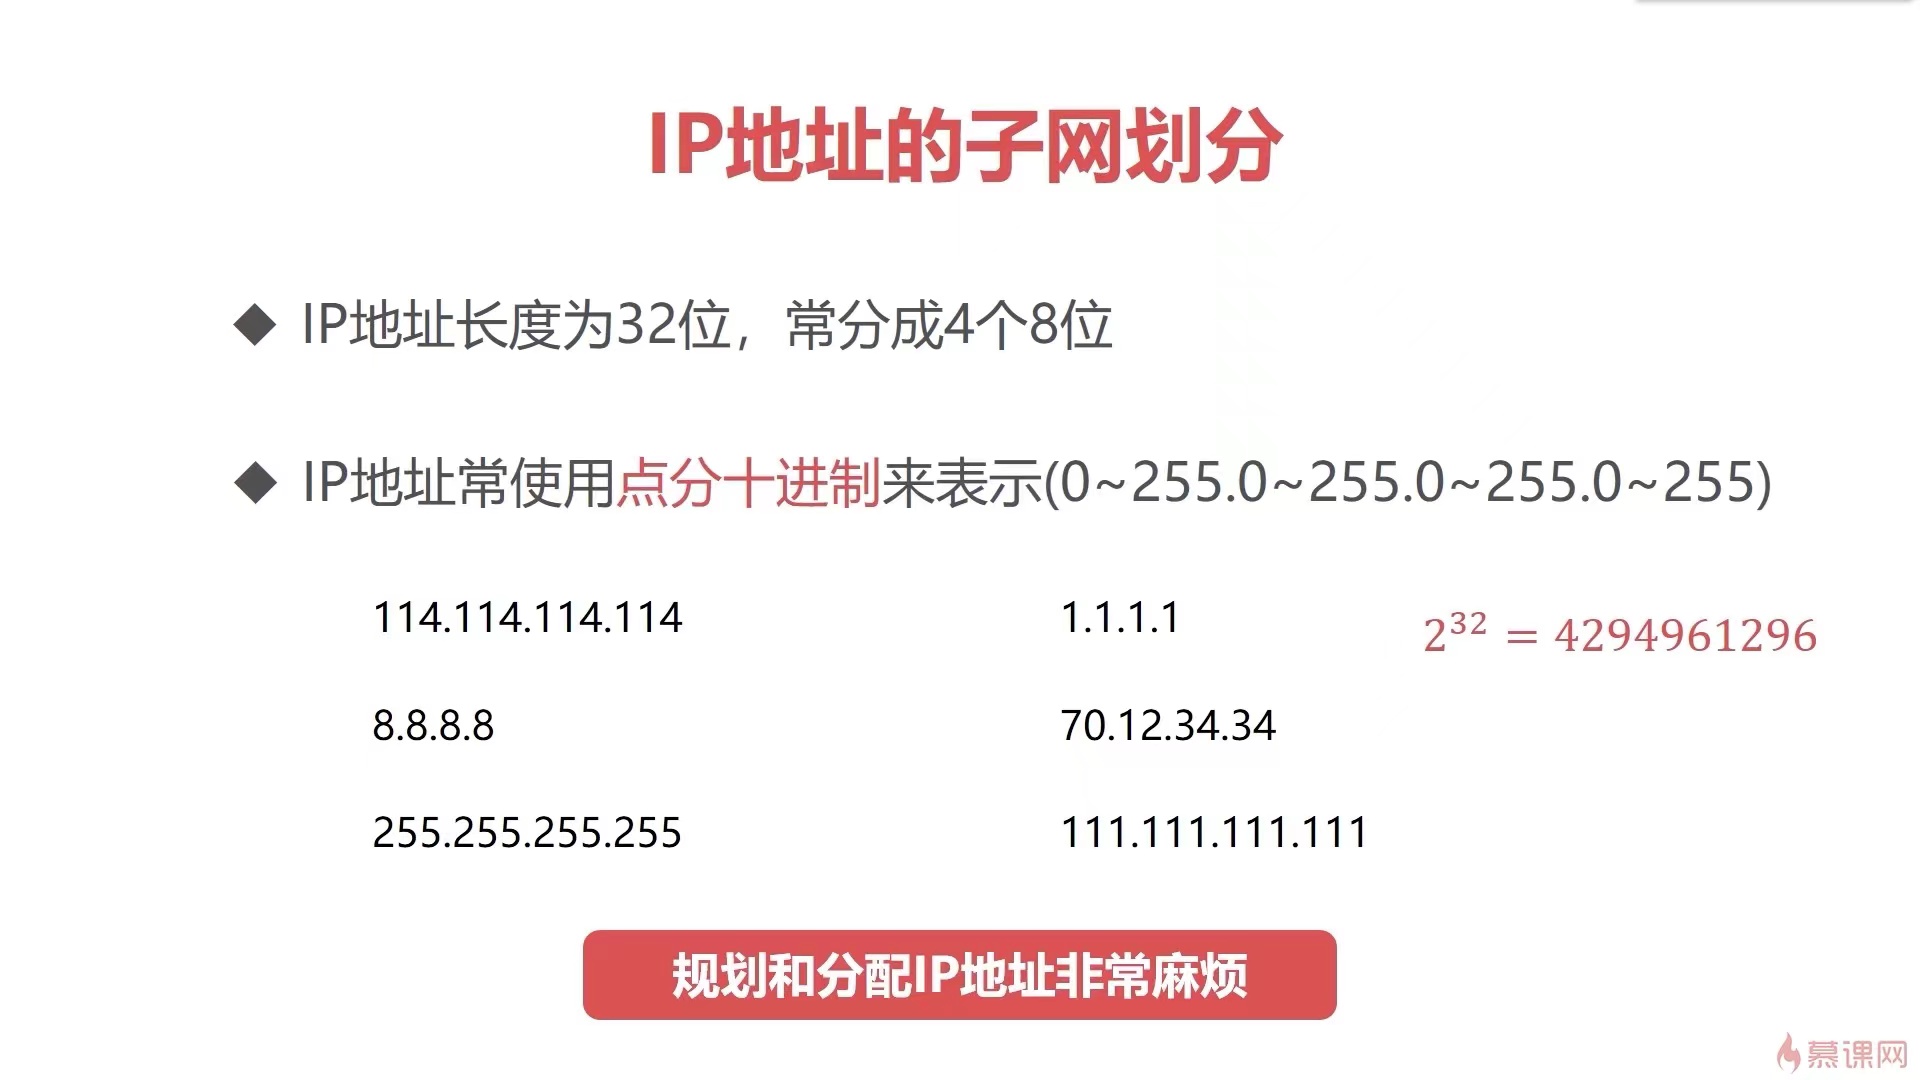 IP地址的子网划分
◆ IP地址长度为32位，常分成4个8位
◆ IP地址常使用点分十进制来表示(0~255.0~255.0~255.0~255)
114.114.114.114
1.1.1.1
2^32 = 4294961296
8.8.8.8
70.12.34.34
255.255.255.255
111.111.111.111
规划和分配IP地址非常麻烦
慕课网